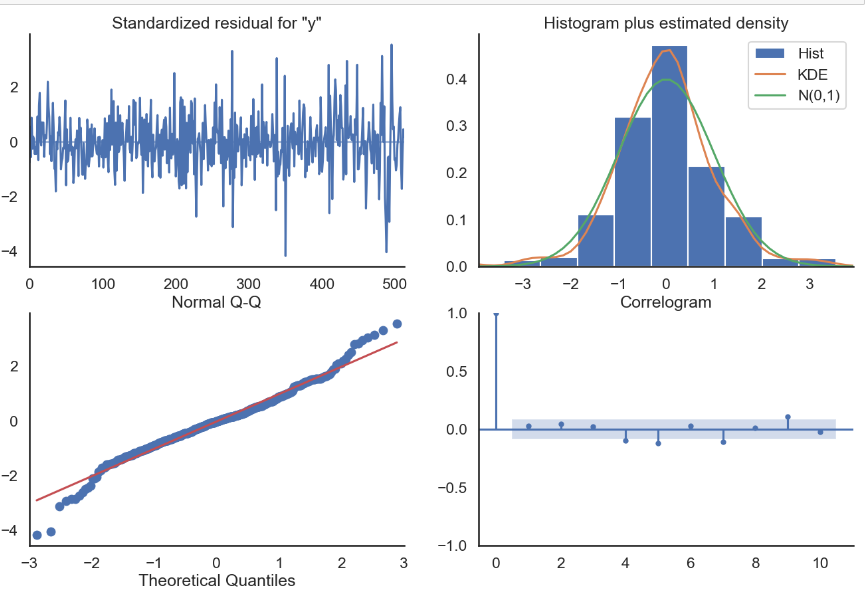 Standardized residual for "y"
2
0
−2
−4
0 100 200 300 400 500
Histogram plus estimated density
Hist
KDE
N(0,1)
0.4
0.3
0.2
0.1
0.0
−3 −2 −1 0 1 2 3
Normal Q-Q
2
0
−2
−4
−3 −2 −1 0 1 2 3
Theoretical Quantiles
Correlogram
1.0
0.5
0.0
−0.5
−1.0
0 2 4 6 8 10